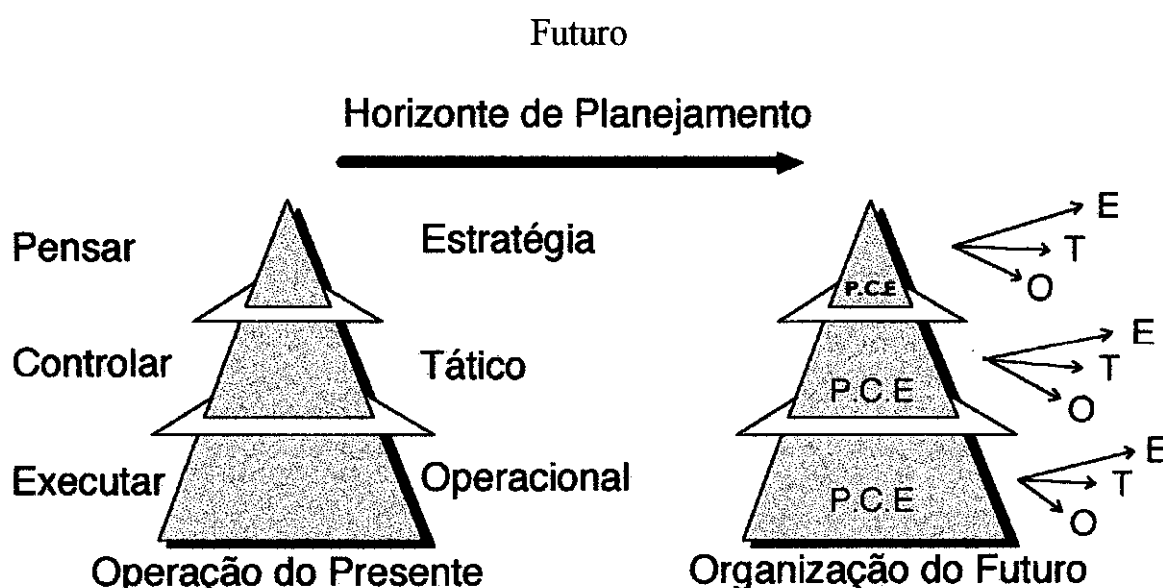 Futuro
Horizonte de Planejamento
Pensar
Estratégia
Controlar
Tático
Executar
Operacional
Operação do Presente
P.C.E
E
T
O
P.C.E
E
T
O
P.C.E
E
T
O
Organização do Futuro